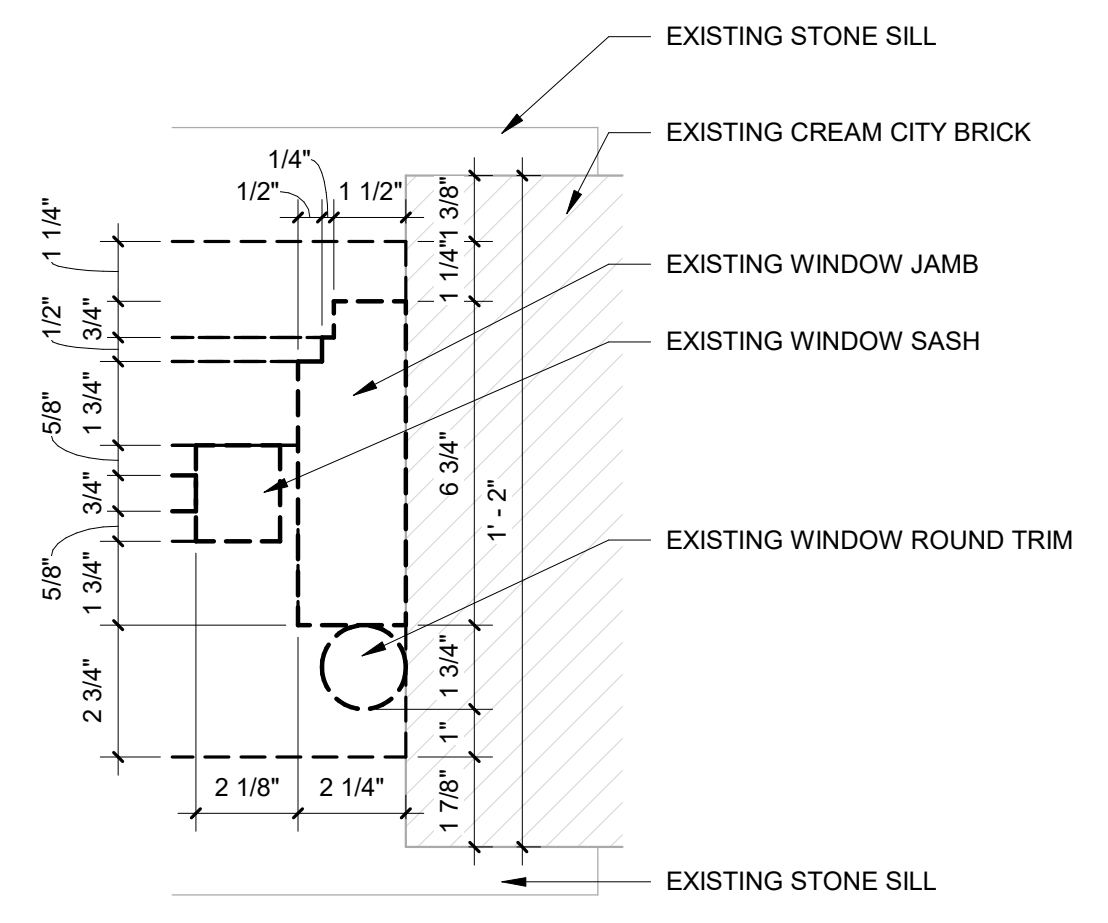 EXISTING STONE SILL
EXISTING CREAM CITY BRICK
EXISTING WINDOW JAMB
EXISTING WINDOW SASH
EXISTING WINDOW ROUND TRIM
EXISTING STONE SILL
1/4"
1/2"
1 1/2"
1 1/4"
3/4"
1/2"
1 3/4"
5/8"
3/4"
5/8"
1 3/4"
2 3/4"
1 3/8"
1 1/4"
6 3/4"
1' - 2"
1 3/4"
1"
1 7/8"
2 1/8"
2 1/4"